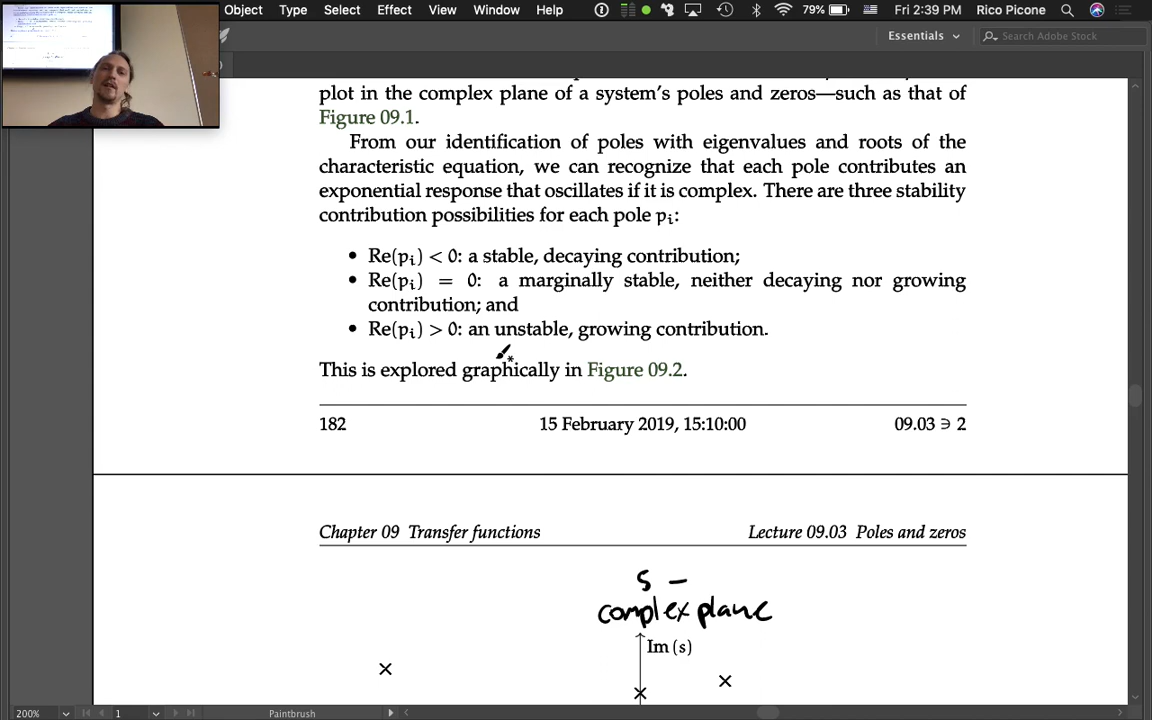 Object Type Select Effect View Window Help 79% Fri 2:39 PM Rico Picone
Essentials Search Adobe Stock
plot in the complex plane of a system's poles and zeros—such as that of
Figure 09.1.
From our identification of poles with eigenvalues and roots of the
characteristic equation, we can recognize that each pole contributes an
exponential response that oscillates if it is complex. There are three stability
contribution possibilities for each pole pᵢ:
• Re(pᵢ) < 0: a stable, decaying contribution;
• Re(pᵢ) = 0: a marginally stable, neither decaying nor growing
contribution; and
• Re(pᵢ) > 0: an unstable, growing contribution.
This is explored graphically in Figure 09.2.
182 15 February 2019, 15:10:00 09.03 ∋ 2
Chapter 09 Transfer functions Lecture 09.03 Poles and zeros
s –
complex plane
Im (s)
200% 1 Paintbrush